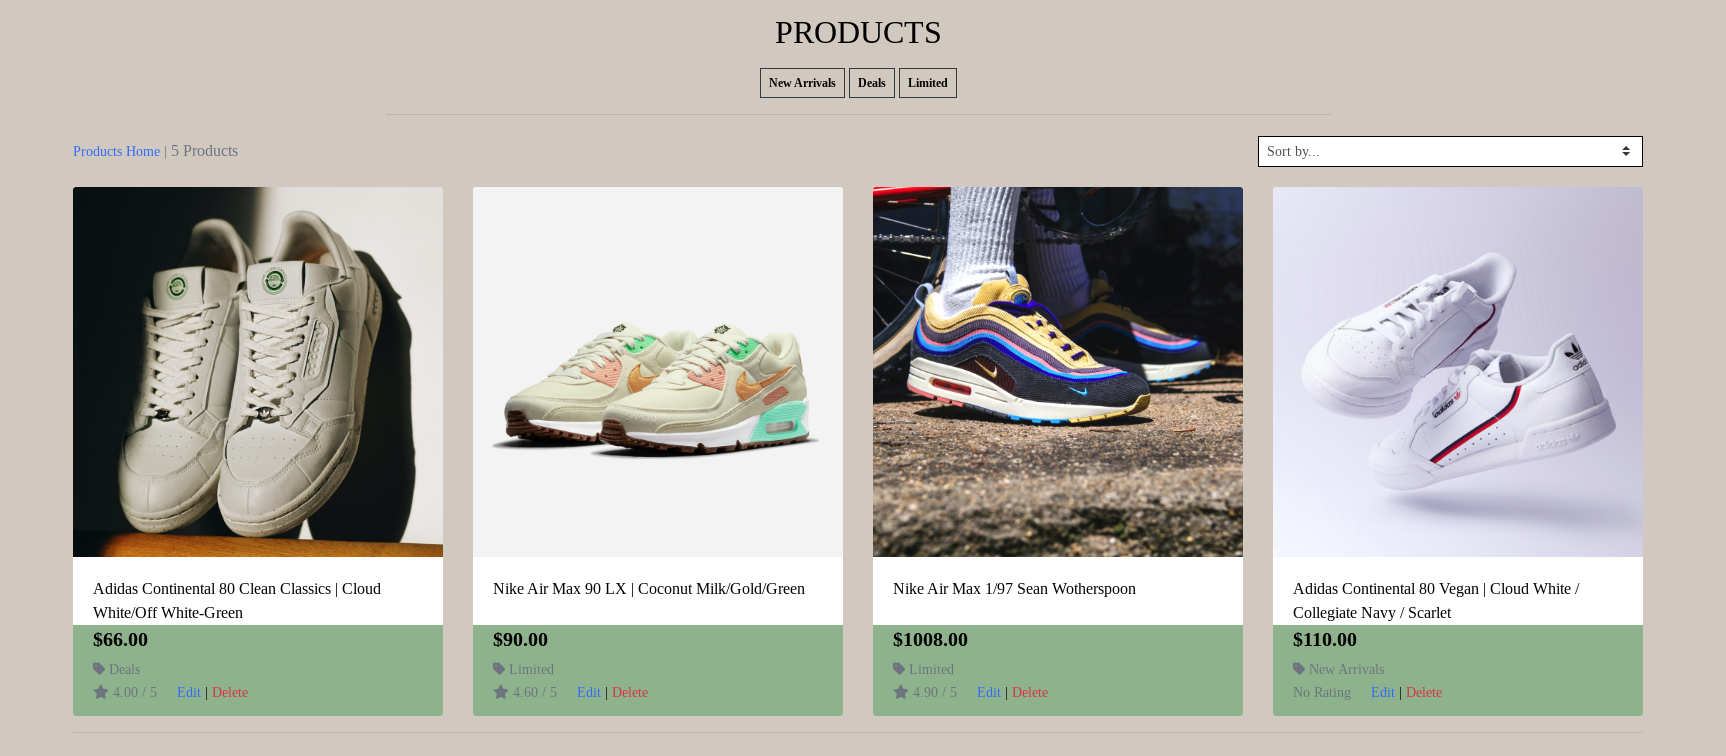 PRODUCTS
New Arrivals Deals Limited
Products Home | 5 Products
Sort by...
adidas
adidas
Adidas Continental 80 Clean Classics | Cloud
White/Off White-Green
$66.00
Deals
4.00 / 5 Edit | Delete
Nike Air Max 90 LX | Coconut Milk/Gold/Green
$90.00
Limited
4.60 / 5 Edit | Delete
Nike Air Max 1/97 Sean Wotherspoon
$1008.00
Limited
4.90 / 5 Edit | Delete
Adidas Continental 80 Vegan | Cloud White /
Collegiate Navy / Scarlet
$110.00
New Arrivals
No Rating Edit | Delete